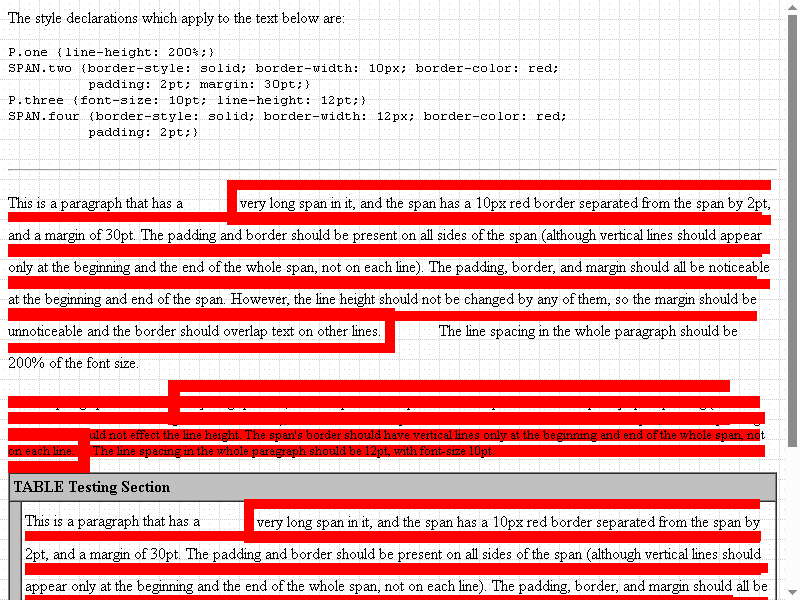 The style declarations which apply to the text below are:
P.one {line-height: 200%;}
SPAN.two {border-style: solid; border-width: 10px; border-color: red;
padding: 2pt; margin: 30pt;}
P.three {font-size: 10pt; line-height: 12pt;}
SPAN.four {border-style: solid; border-width: 12px; border-color: red;
padding: 2pt;}
This is a paragraph that has a very long span in it, and the span has a 10px red border separated from the span by 2pt,
and a margin of 30pt. The padding and border should be present on all sides of the span (although vertical lines should appear
only at the beginning and the end of the whole span, not on each line). The padding, border, and margin should all be noticeable
at the beginning and end of the span. However, the line height should not be changed by any of them, so the margin should be
unnoticeable and the border should overlap text on other lines. The line spacing in the whole paragraph should be
200% of the font size.
not effect the line height. The span's border should have vertical lines only at the beginning and end of the whole span, not
on each line. The line spacing in the whole paragraph should be 12pt, with font-size 10pt.
TABLE Testing Section
This is a paragraph that has a very long span in it, and the span has a 10px red border separated from the span by
2pt, and a margin of 30pt. The padding and border should be present on all sides of the span (although vertical lines should
appear only at the beginning and the end of the whole span, not on each line). The padding, border, and margin should all be